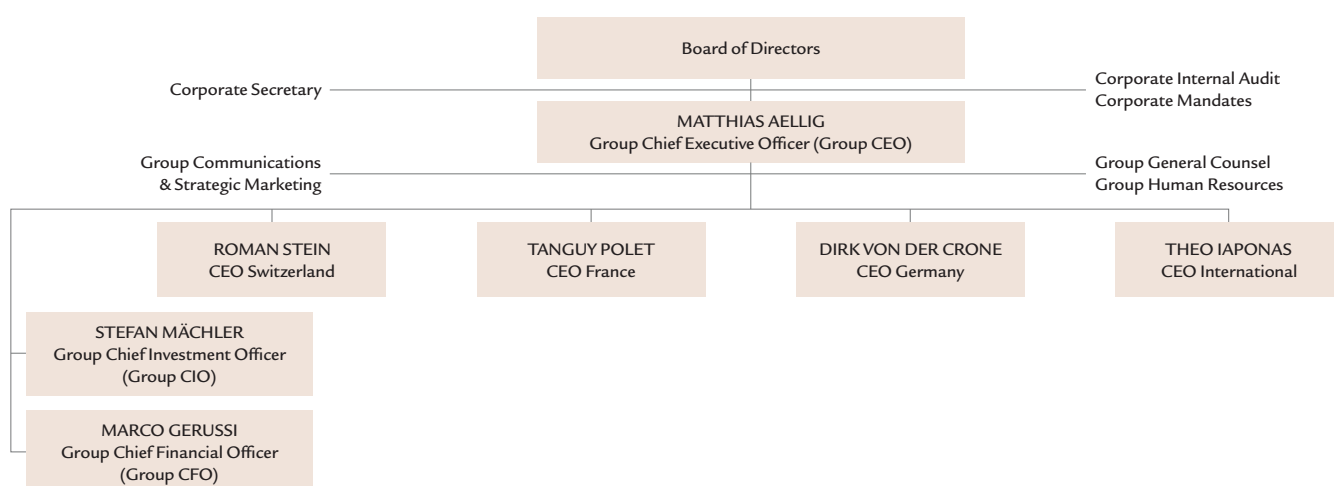 Board of Directors
Corporate Secretary
Corporate Internal Audit
Corporate Mandates
MATTHIAS AELLIG
Group Chief Executive Officer (Group CEO)
Group Communications
& Strategic Marketing
Group General Counsel
Group Human Resources
ROMAN STEIN
CEO Switzerland
TANGUY POLET
CEO France
DIRK VON DER CRONE
CEO Germany
THEO IAPONAS
CEO International
STEFAN MÄCHLER
Group Chief Investment Officer
(Group CIO)
MARCO GERUSSI
Group Chief Financial Officer
(Group CFO)